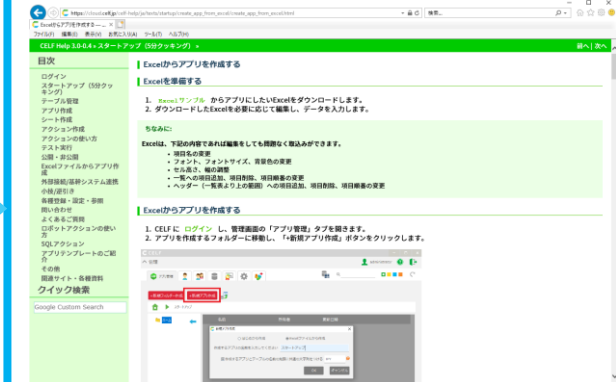 検索...
Excelからアプリを作成する — ...
ファイル(F) 編集(E) 表示(V) お気に入り(A) ツール(T) ヘルプ(H)
CELF Help 3.0-0.4 » スタートアップ（5分クッキング） »
前へ | 次へ
目次
ログイン
スタートアップ（5分クッキング）
テーブル管理
アプリ作成
シート作成
アクション作成
アクションの使い方
テスト実行
公開・非公開
Excelファイルからアプリ作成
外部接続/基幹システム連携
小技/逆引き
各種登録・設定・参照
問い合わせ
よくあるご質問
ロボットアクションの使い方
SQLアクション
アプリテンプレートのご紹介
その他
関連サイト・各種資料
クイック検索
Google Custom Search
Excelからアプリを作成する
Excelを準備する
1. Excelサンプル からアプリにしたいExcelをダウンロードします。
2. ダウンロードしたExcelを必要に応じて編集し、データを入力します。
ちなみに:
Excelは、下記の内容であれば編集をしても問題なく取込みができます。
• 項目名の変更
• フォント、フォントサイズ、背景色の変更
• セル高さ、幅の調整
• 一覧への項目追加、項目削除、項目順番の変更
• ヘッダー（一覧表より上の範囲）への項目追加、項目削除、項目順番の変更
Excelからアプリを作成する
1. CELF に ログイン し、管理画面の「アプリ管理」タブを開きます。
2. アプリを作成するフォルダーに移動し、「+新規アプリ作成」ボタンをクリックします。